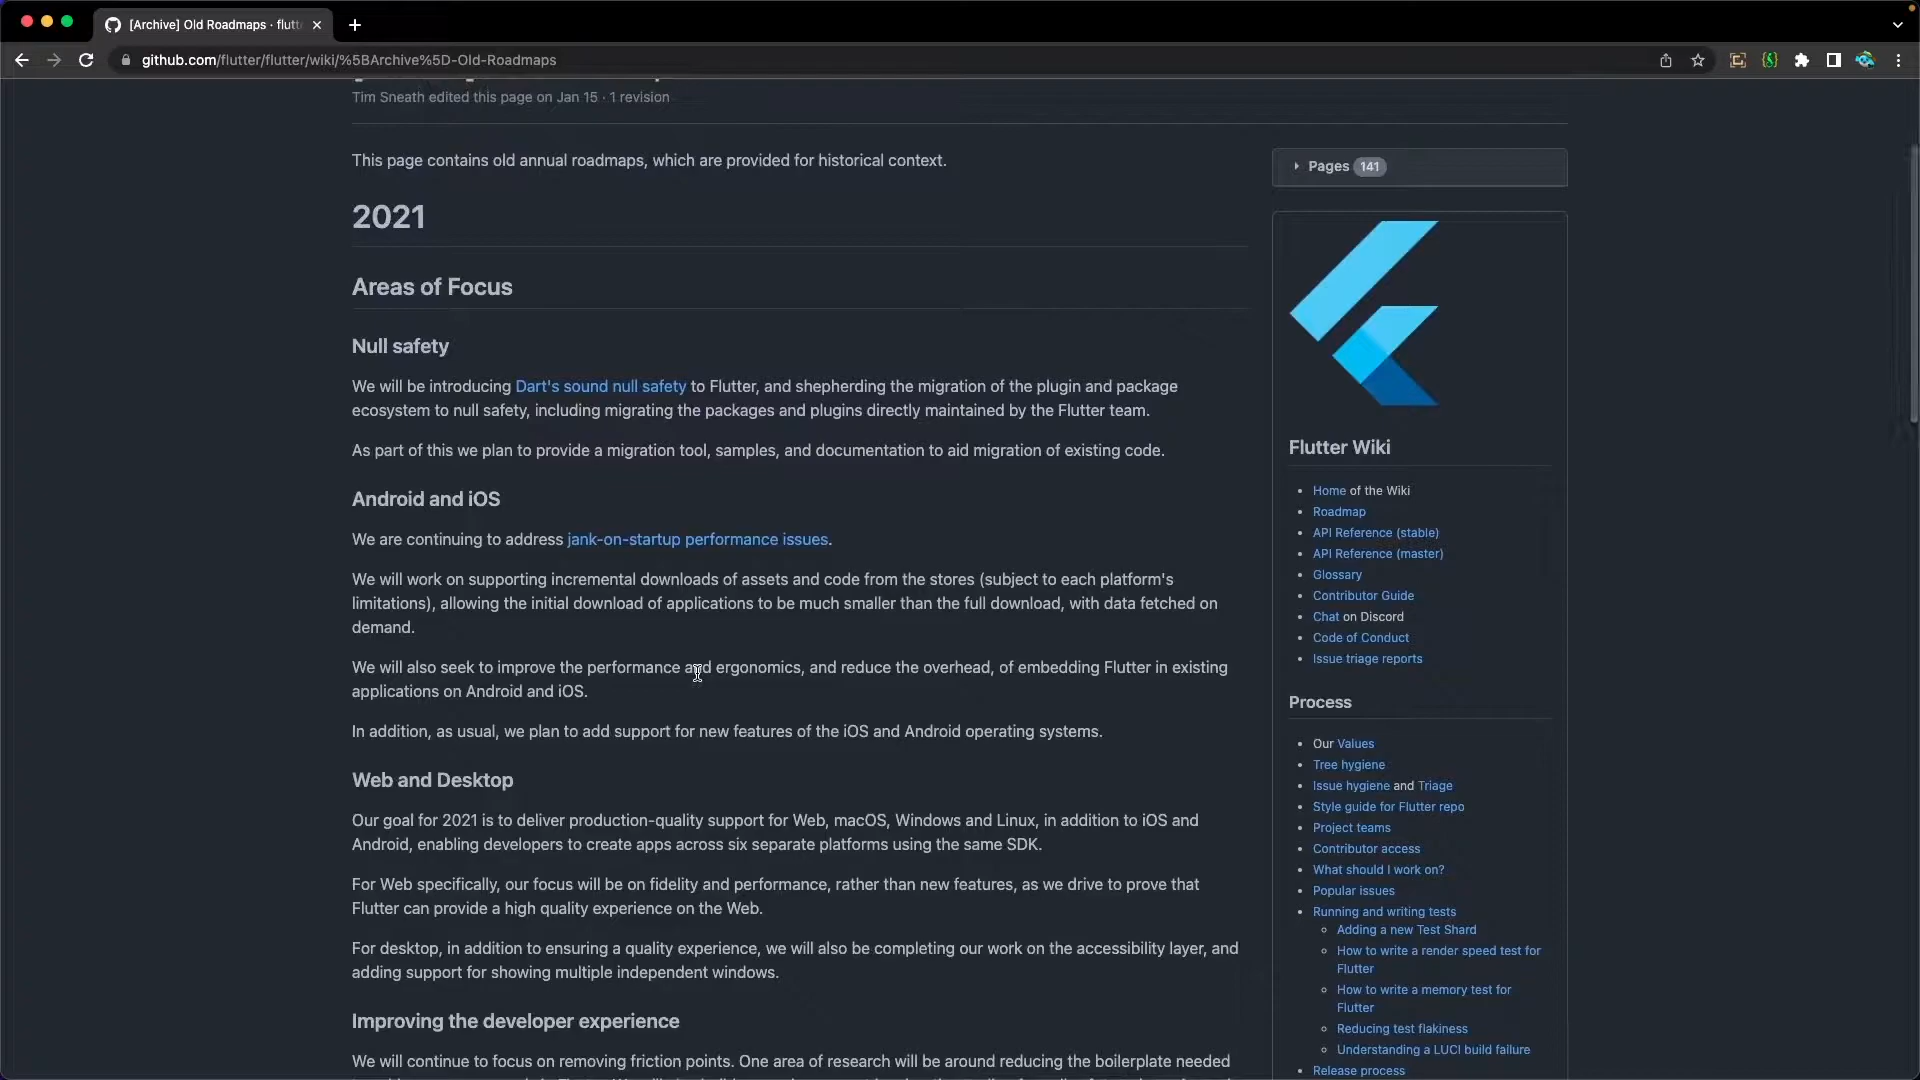 [Archive] Old Roadmaps · flutt
github.com/flutter/flutter/wiki/%5BArchive%5D-Old-Roadmaps
Tim Sneath edited this page on Jan 15 · 1 revision
This page contains old annual roadmaps, which are provided for historical context.
2021
Areas of Focus
Null safety
We will be introducing Dart's sound null safety to Flutter, and shepherding the migration of the plugin and package
ecosystem to null safety, including migrating the packages and plugins directly maintained by the Flutter team.
As part of this we plan to provide a migration tool, samples, and documentation to aid migration of existing code.
Android and iOS
We are continuing to address jank-on-startup performance issues.
We will work on supporting incremental downloads of assets and code from the stores (subject to each platform's
limitations), allowing the initial download of applications to be much smaller than the full download, with data fetched on
demand.
We will also seek to improve the performance and ergonomics, and reduce the overhead, of embedding Flutter in existing
applications on Android and iOS.
In addition, as usual, we plan to add support for new features of the iOS and Android operating systems.
Web and Desktop
Our goal for 2021 is to deliver production-quality support for Web, macOS, Windows and Linux, in addition to iOS and
Android, enabling developers to create apps across six separate platforms using the same SDK.
For Web specifically, our focus will be on fidelity and performance, rather than new features, as we drive to prove that
Flutter can provide a high quality experience on the Web.
For desktop, in addition to ensuring a quality experience, we will also be completing our work on the accessibility layer, and
adding support for showing multiple independent windows.
Improving the developer experience
We will continue to focus on removing friction points. One area of research will be around reducing the boilerplate needed
Pages 141
Flutter Wiki
• Home of the Wiki
• Roadmap
• API Reference (stable)
• API Reference (master)
• Glossary
• Contributor Guide
• Chat on Discord
• Code of Conduct
• Issue triage reports
Process
• Our Values
• Tree hygiene
• Issue hygiene and Triage
• Style guide for Flutter repo
• Project teams
• Contributor access
• What should I work on?
• Popular issues
• Running and writing tests
◦ Adding a new Test Shard
◦ How to write a render speed test for
Flutter
◦ How to write a memory test for
Flutter
◦ Reducing test flakiness
◦ Understanding a LUCI build failure
• Release process